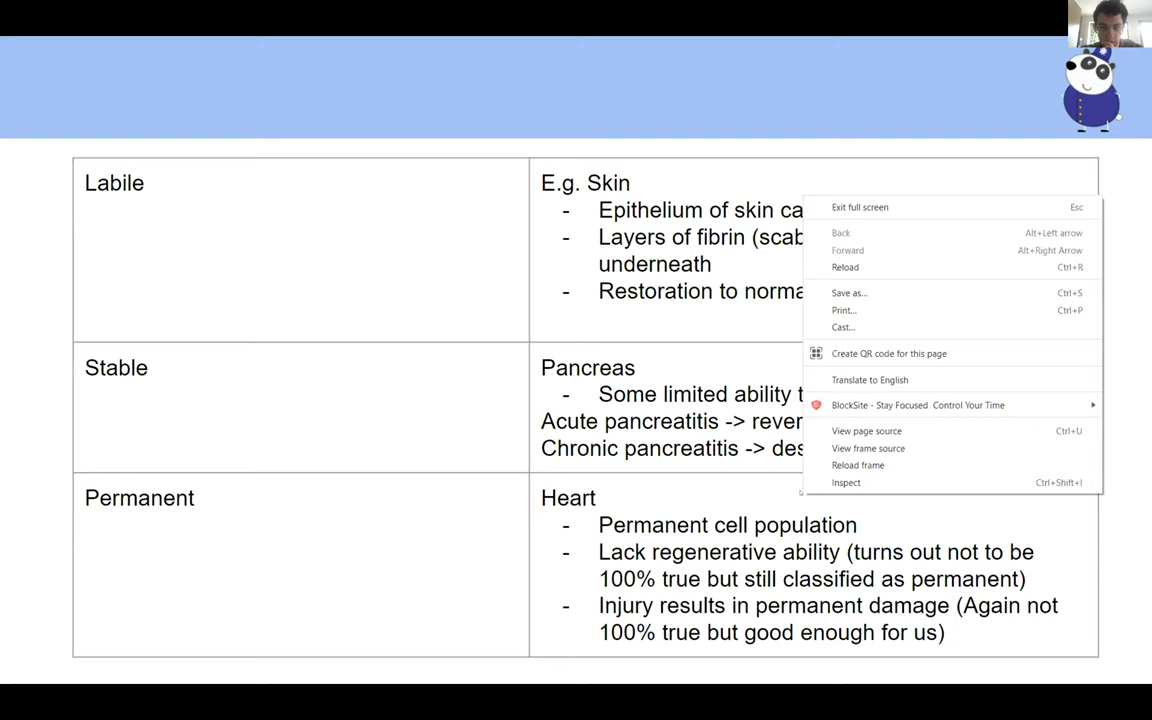 Labile
E.g. Skin
- Epithelium of skin
- Layers of fibrin
underneath
- Restoration to
Stable
Pancreas
- Some limited ability
Acute pancreatitis ->
Chronic pancreatitis ->
Permanent
Heart
- Permanent cell population
- Lack regenerative ability (turns out not to be
100% true but still classified as permanent)
- Injury results in permanent damage (Again not
100% true but good enough for us)
Exit full screen Esc
Back Alt+Left arrow
Forward Alt+Right Arrow
Reload Ctrl+R
Save as... Ctrl+S
Print... Ctrl+P
Cast...
Create QR code for this page
Translate to English
BlockSite - Stay Focused Control Your Time
View page source Ctrl+U
View frame source
Reload frame
Inspect Ctrl+Shift+I